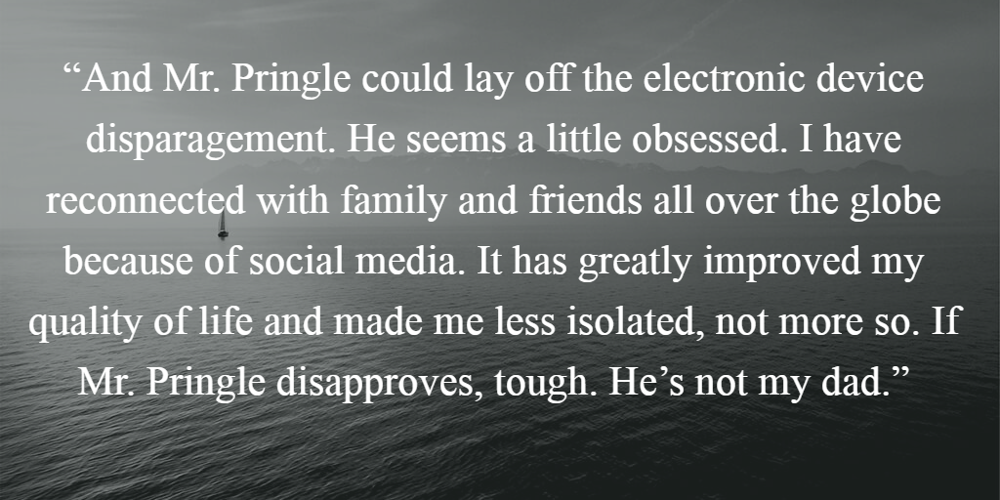 “And Mr. Pringle could lay off the electronic device
disparagement. He seems a little obsessed. I have
reconnected with family and friends all over the globe
because of social media. It has greatly improved my
quality of life and made me less isolated, not more so. If
Mr. Pringle disapproves, tough. He’s not my dad.”